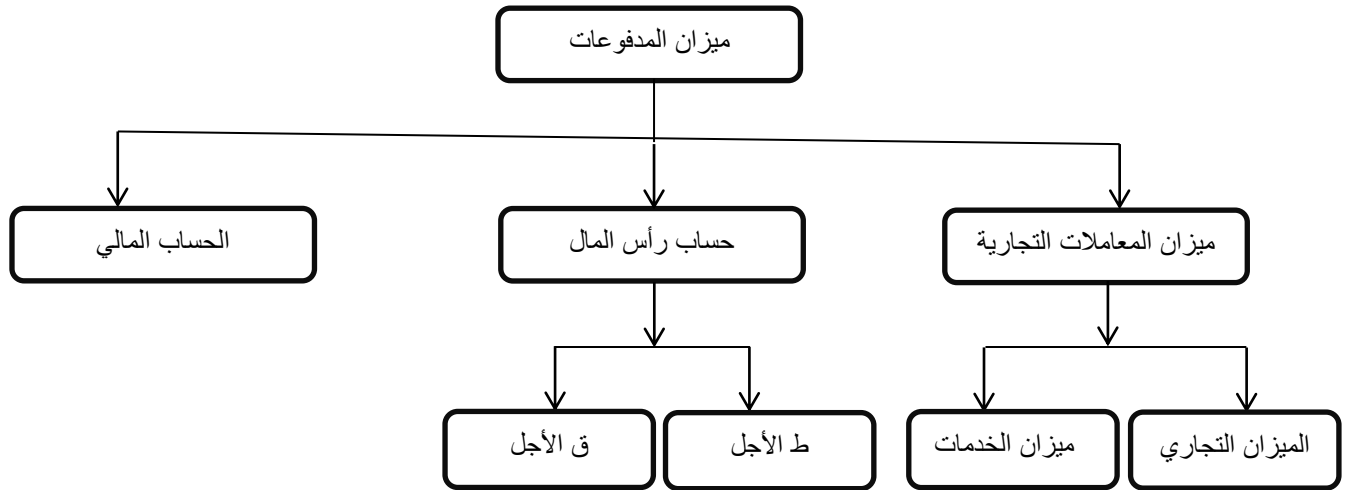 ميزان المدفوعات
ميزان المعاملات التجارية
حساب رأس المال
الحساب المالي
الميزان التجاري
ميزان الخدمات
ط الأجل
ق الأجل